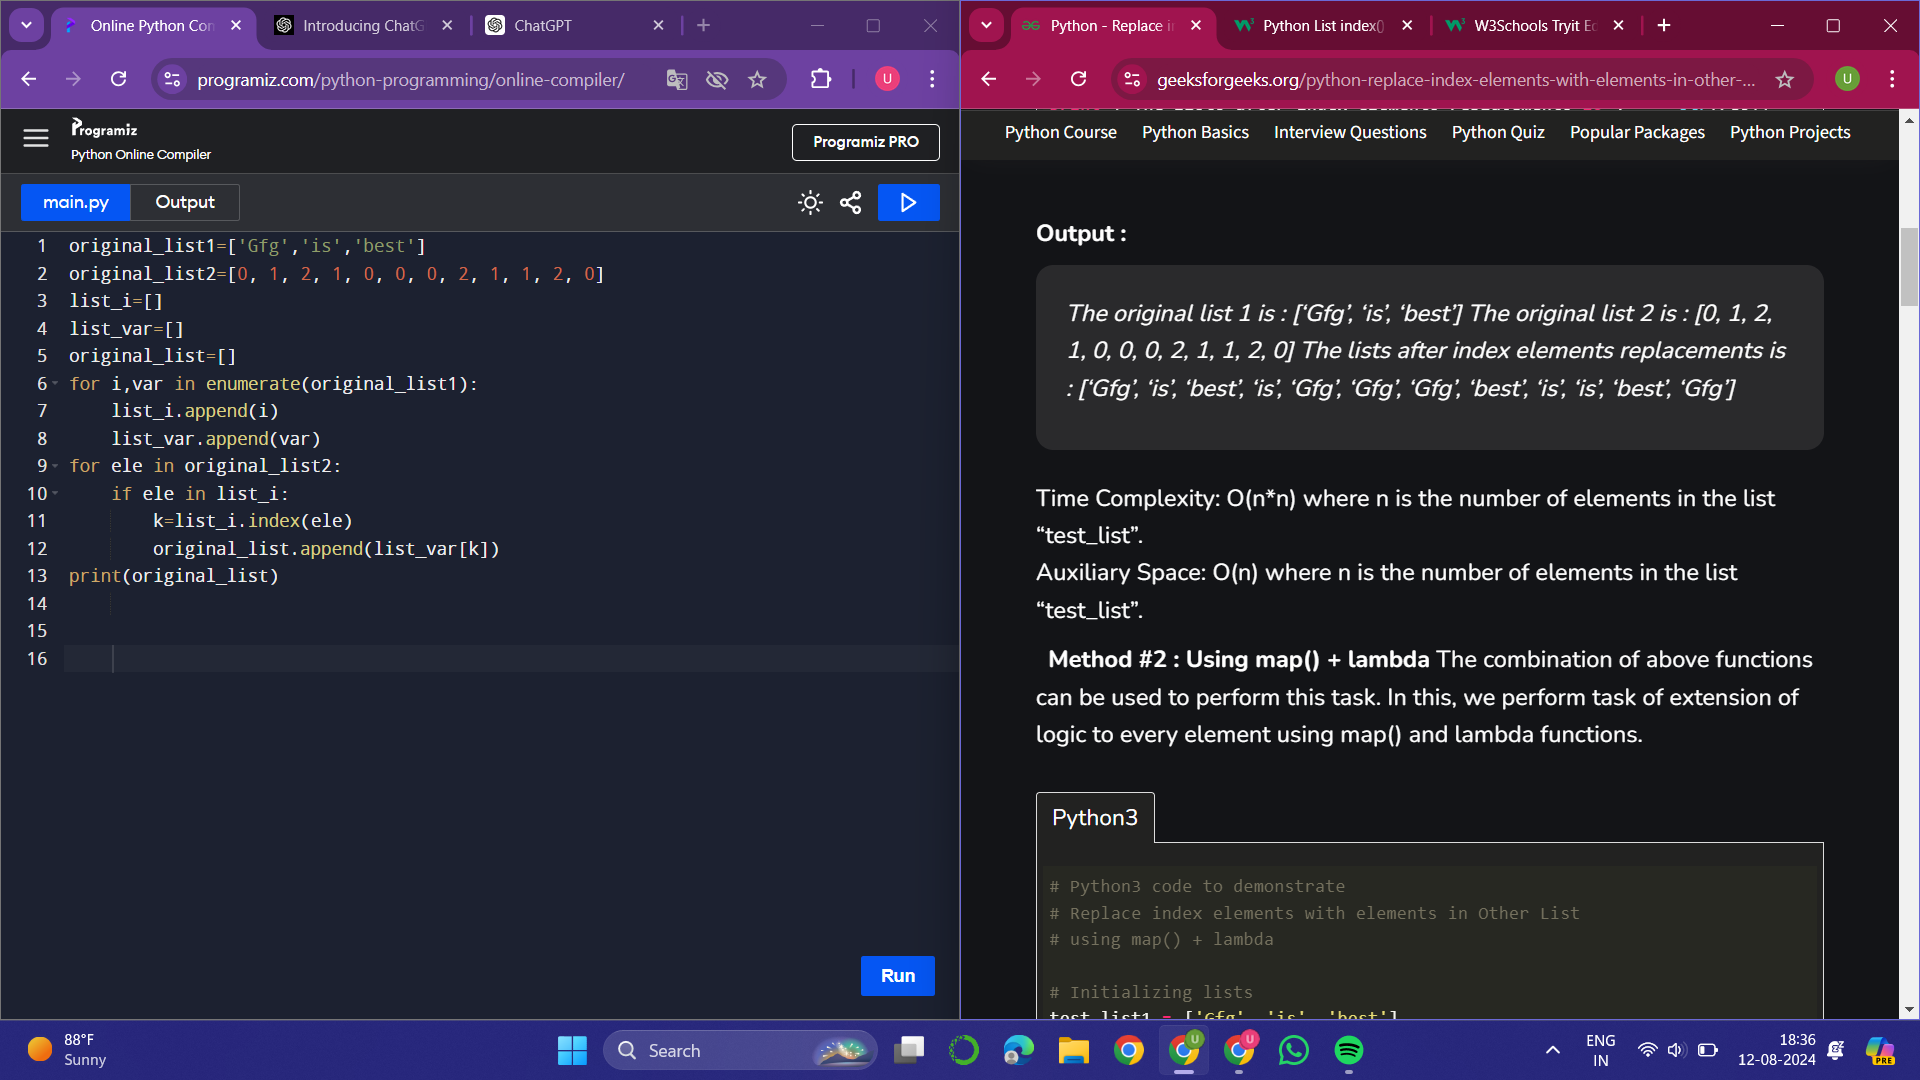 Online Python Con
Introducing ChatG
ChatGPT
programiz.com/python-programming/online-compiler/
U
Programiz
Python Online Compiler
Programiz PRO
main.py
Output
1 original_list1=['Gfg','is','best']
2 original_list2=[0, 1, 2, 1, 0, 0, 0, 2, 1, 1, 2, 0]
3 list_i=[]
4 list_var=[]
5 original_list=[]
6 for i,var in enumerate(original_list1):
7     list_i.append(i)
8     list_var.append(var)
9 for ele in original_list2:
10     if ele in list_i:
11         k=list_i.index(ele)
12         original_list.append(list_var[k])
13 print(original_list)
14
15
16
Run
Python - Replace i
Python List index()
W3Schools Tryit Ed
geeksforgeeks.org/python-replace-index-elements-with-elements-in-other-...
U
Python Course Python Basics Interview Questions Python Quiz Popular Packages Python Projects
Output :
The original list 1 is : [‘Gfg’, ‘is’, ‘best’] The original list 2 is : [0, 1, 2,
1, 0, 0, 0, 2, 1, 1, 2, 0] The lists after index elements replacements is
: [‘Gfg’, ‘is’, ‘best’, ‘is’, ‘Gfg’, ‘Gfg’, ‘Gfg’, ‘best’, ‘is’, ‘is’, ‘best’, ‘Gfg’]
Time Complexity: O(n*n) where n is the number of elements in the list
“test_list”.
Auxiliary Space: O(n) where n is the number of elements in the list
“test_list”.
Method #2 : Using map() + lambda The combination of above functions
can be used to perform this task. In this, we perform task of extension of
logic to every element using map() and lambda functions.
Python3
# Python3 code to demonstrate
# Replace index elements with elements in Other List
# using map() + lambda
# Initializing lists
test_list1 = ['Gfg', 'is', 'best']
88°F
Sunny
Search
U
U
ENG
IN
18:36
12-08-2024
PRE